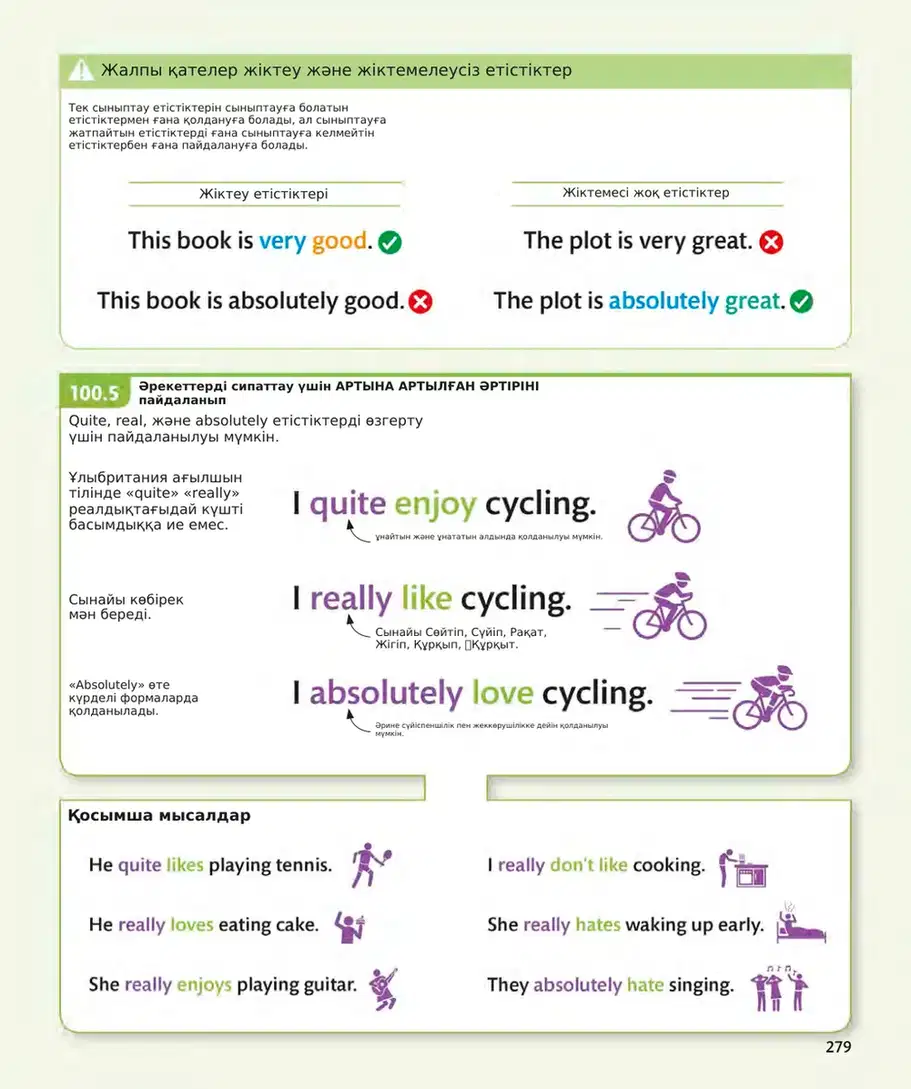 Жалпы қателер жіктеу және жіктемелеусіз етістіктер
Тек сыныптау етістіктерін сыныптауға болатын
етістіктермен ғана қолдануға болады, ал сыныптауға
жатпайтын етістіктерді ғана сыныптауға келмейтін
етістіктербен ғана пайдалануға болады.
Жіктеу етістіктері
This book is very good.
This book is absolutely good.
Жіктемесі жоқ етістіктер
The plot is very great.
The plot is absolutely great.
100.5 Әрекеттерді сипаттау үшін АРТЫНА АРТЫЛҒАН ӘРТІРІНІ
пайдаланып
Quite, real, және absolutely етістіктерді өзгерту
үшін пайдаланылуы мүмкін.
Ұлыбритания ағылшын
тілінде «quite» «really»
реалдықтағыдай күшті
басымдыққа ие емес.
I quite enjoy cycling.
ұнайтын және ұнататын алдында қолданылуы мүмкін.
Сынайы көбірек
мән береді.
I really like cycling.
Сынайы Сөйтіп, Сүйіп, Рақат,
Жігіп, Құрқып, Құрқыт.
«Absolutely» өте
күрделі формаларда
қолданылады.
I absolutely love cycling.
Әрине сүйіспеншілік пен жеккөрушілікке дейін қолданылуы
мүмкін.
Қосымша мысалдар
He quite likes playing tennis.
He really loves eating cake.
She really enjoys playing guitar.
I really don't like cooking.
She really hates waking up early.
They absolutely hate singing.
279